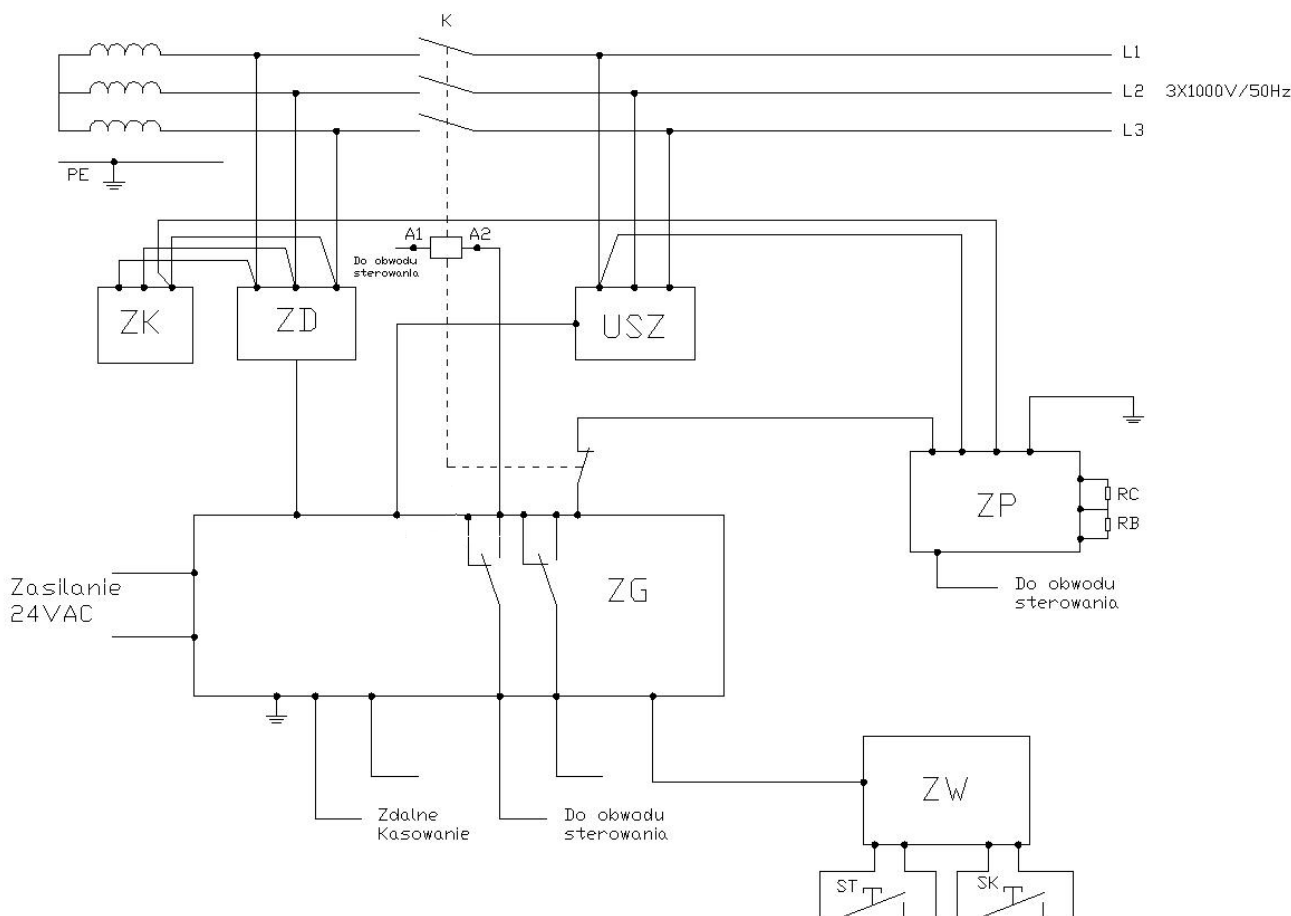 K
L1
L2 3X1000V/50Hz
L3
PE
A1 A2
Do obwodu
sterowania
ZK ZD USZ
ZP
RC
RB
Zasilanie
24VAC
ZG
Do obwodu
sterowania
ZW
Zdalne
Kasowanie
Do obwodu
sterowania
ST SK